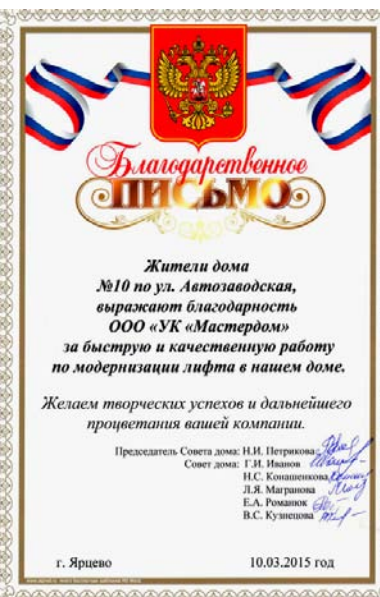 Благодарственное
ПИСЬМО
Жители дома
№10 по ул. Автозаводская,
выражают благодарность
ООО «УК «Мастердом»
за быструю и качественную работу
по модернизации лифта в нашем доме.
Желаем творческих успехов и дальнейшего
процветания вашей компании.
Председатель Совета дома: Н.И. Петрикова
Совет дома: Г.И. Иванов
Н.С. Конашенкова
Л.Я. Магранова
Е.А. Романюк
В.С. Кузнецова
г. Ярцево 10.03.2015 год